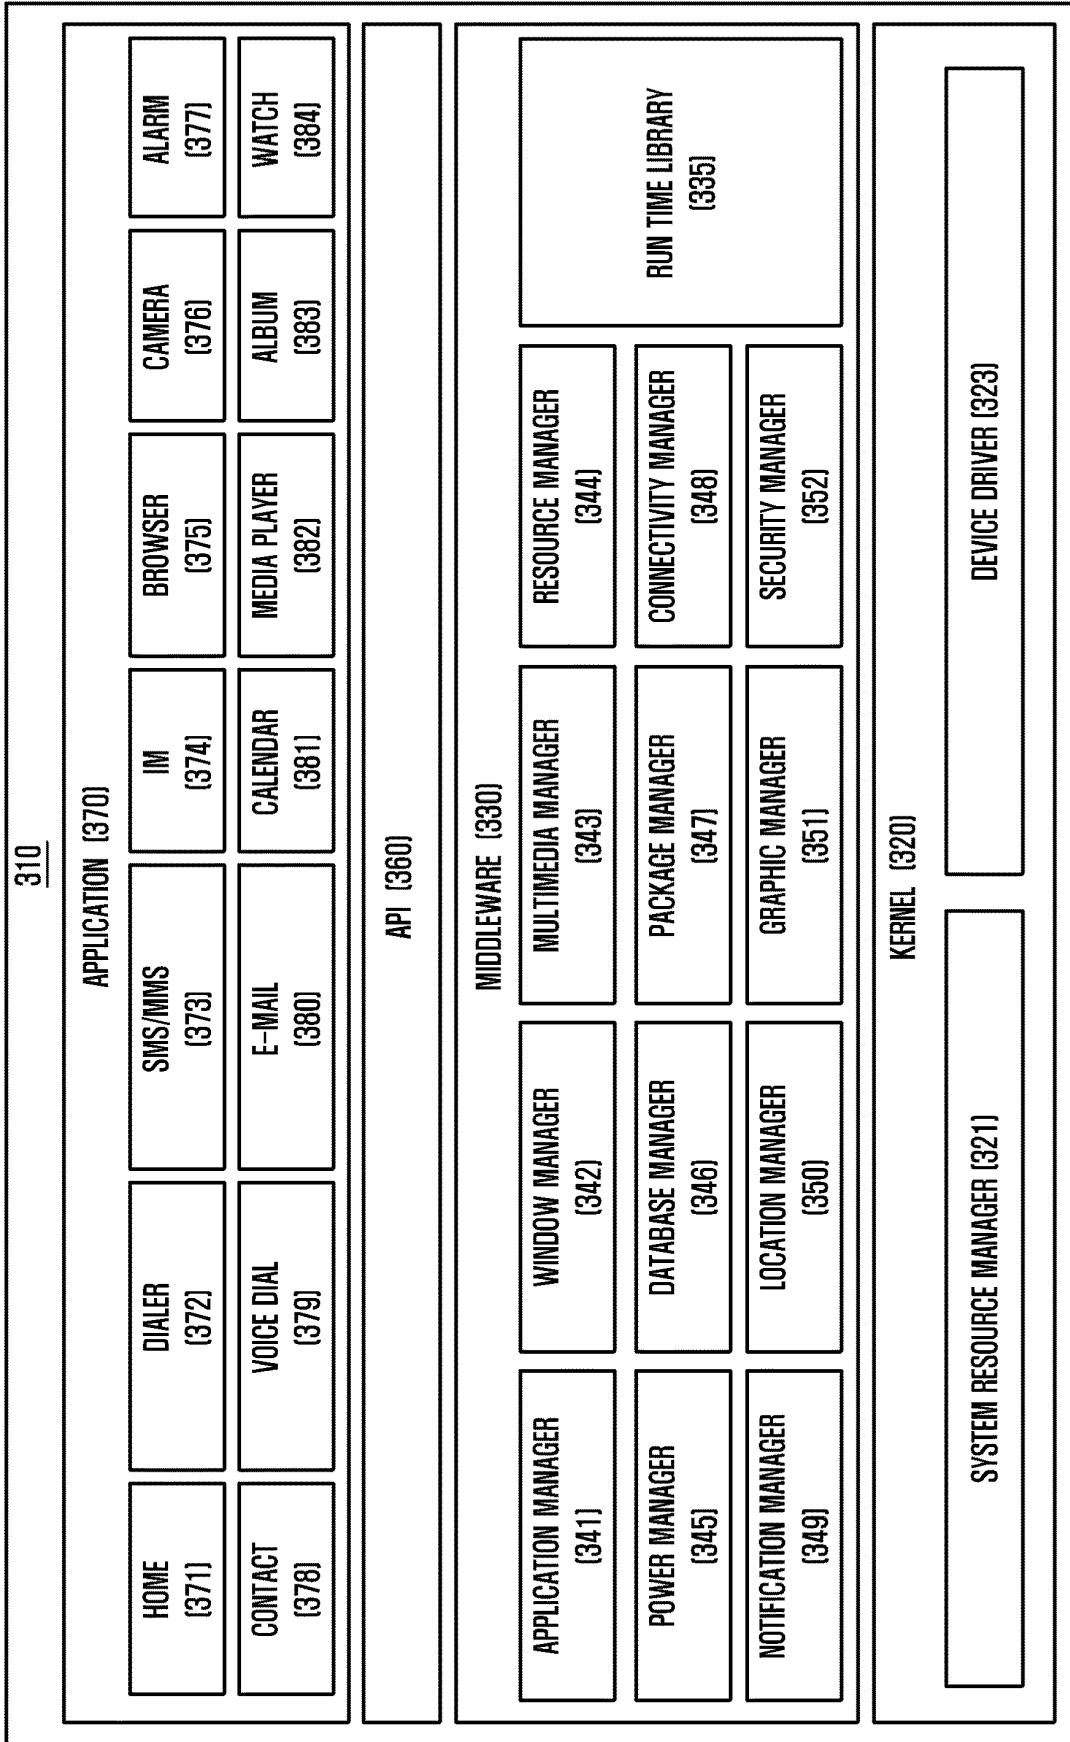 310
APPLICATION (370)
HOME
(371)
DIALER
(372)
SMS/MMS
(373)
IM
(374)
BROWSER
(375)
CAMERA
(376)
ALARM
(377)
CONTACT
(378)
VOICE DIAL
(379)
E-MAIL
(380)
CALENDAR
(381)
MEDIA PLAYER
(382)
ALBUM
(383)
WATCH
(384)
API (360)
MIDDLEWARE (330)
APPLICATION MANAGER
(341)
WINDOW MANAGER
(342)
MULTIMEDIA MANAGER
(343)
RESOURCE MANAGER
(344)
POWER MANAGER
(345)
DATABASE MANAGER
(346)
PACKAGE MANAGER
(347)
CONNECTIVITY MANAGER
(348)
NOTIFICATION MANAGER
(349)
LOCATION MANAGER
(350)
GRAPHIC MANAGER
(351)
SECURITY MANAGER
(352)
RUN TIME LIBRARY
(335)
KERNEL (320)
SYSTEM RESOURCE MANAGER (321)
DEVICE DRIVER (323)